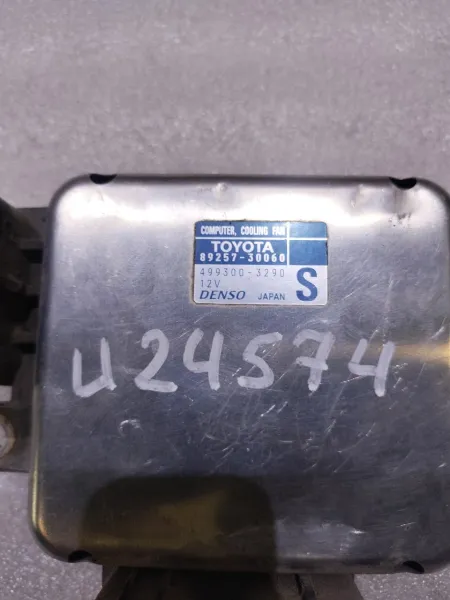 COMPUTER, COOLING FAN
TOYOTA
89257-30060
499300-3290
12V
DENSO JAPAN S
U24574